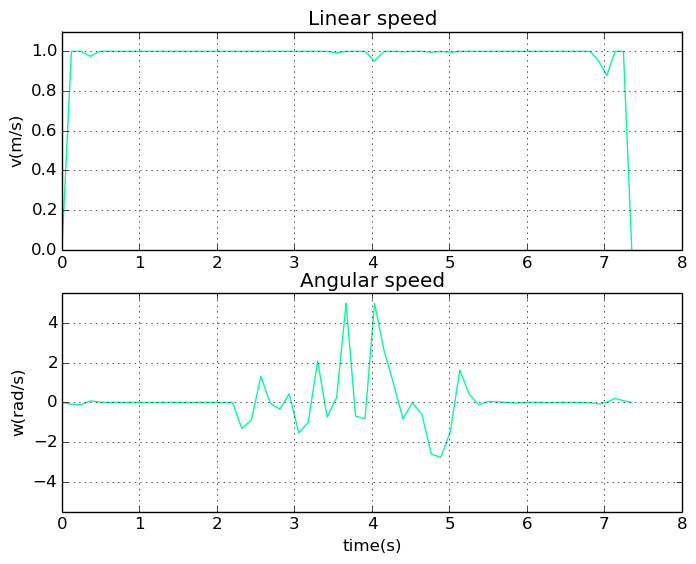 Linear speed
1.0
0.8
0.6
0.4
0.2
0.0
v(m/s)
0 1 2 3 4 5 6 7 8
Angular speed
4
2
0
−2
−4
w(rad/s)
0 1 2 3 4 5 6 7 8
time(s)